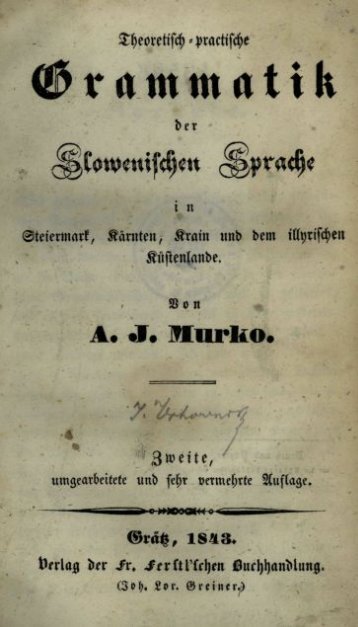 Theoretisch-practische
Grammatik
der
Slowenischen Sprache
in
Steiermark, Kärnten, Krain und dem illyrischen
Küstenlande.
Von
A. J. Murko.
Zweite,
umgearbeitete und sehr vermehrte Auflage.
Grätz, 1843.
Verlag der Fr. Ferstl'schen Buchhandlung.
(Joh. Lor. Greiner.)